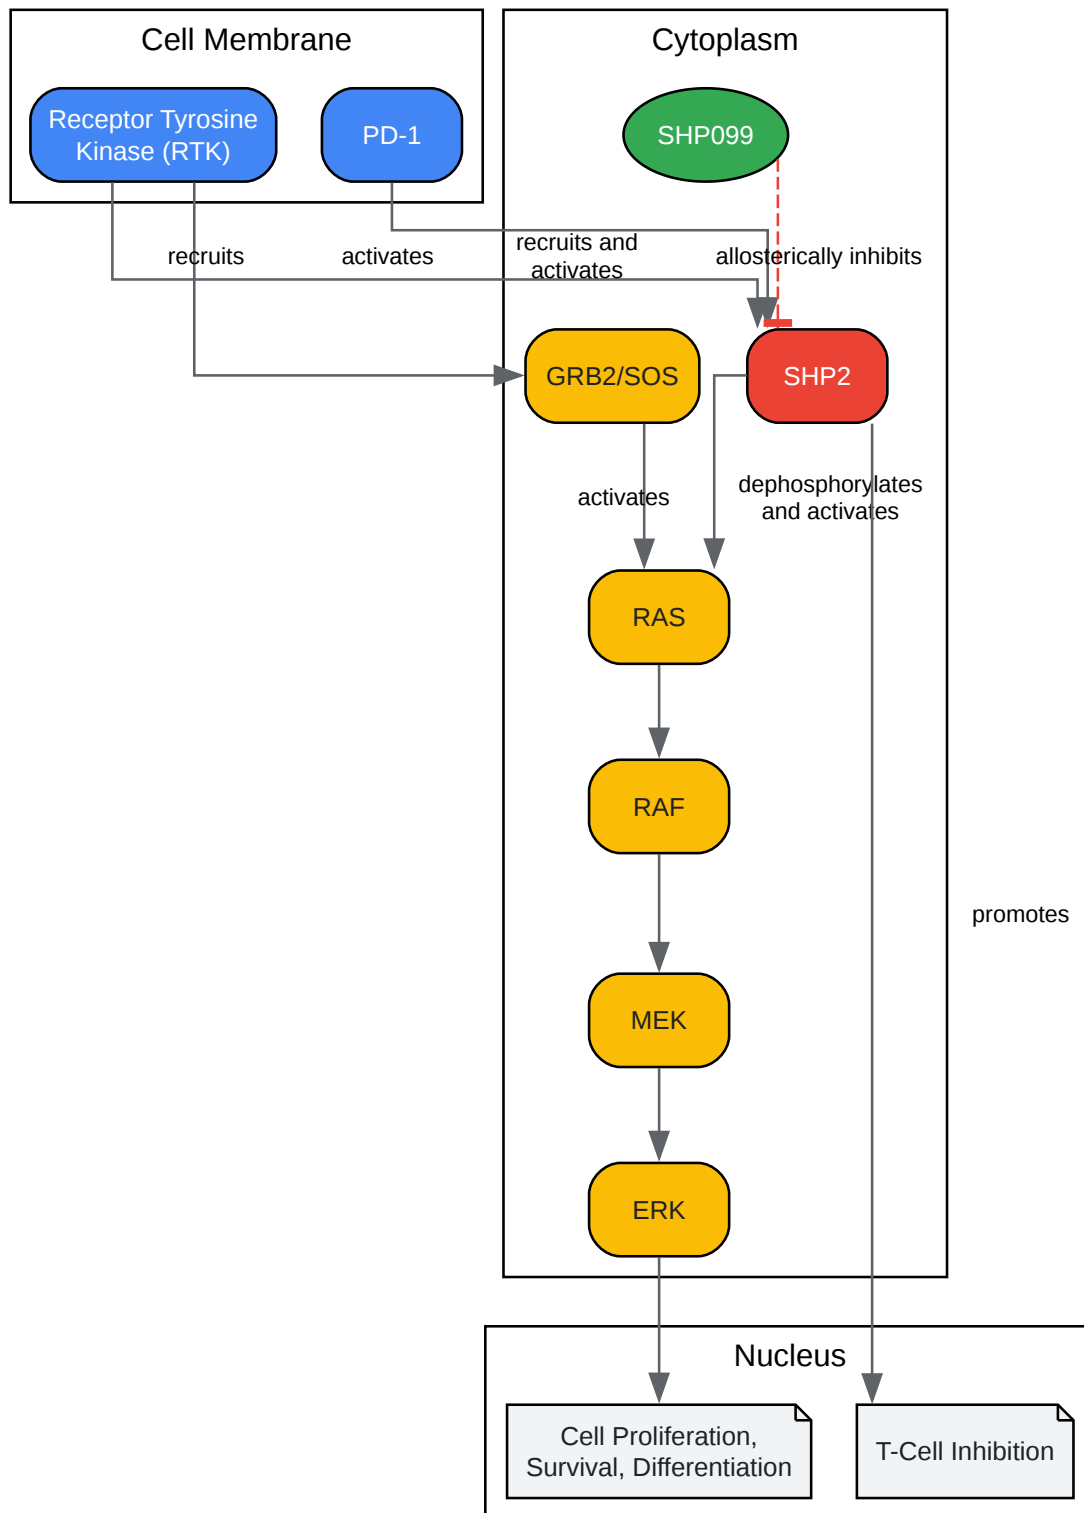 Cell Membrane
Cytoplasm
Receptor Tyrosine
Kinase (RTK)
PD-1
SHP099
recruits
activates
recruits and
activates
allosterically inhibits
GRB2/SOS
SHP2
activates
dephosphorylates
and activates
RAS
RAF
promotes
MEK
ERK
Nucleus
Cell Proliferation,
Survival, Differentiation
T-Cell Inhibition